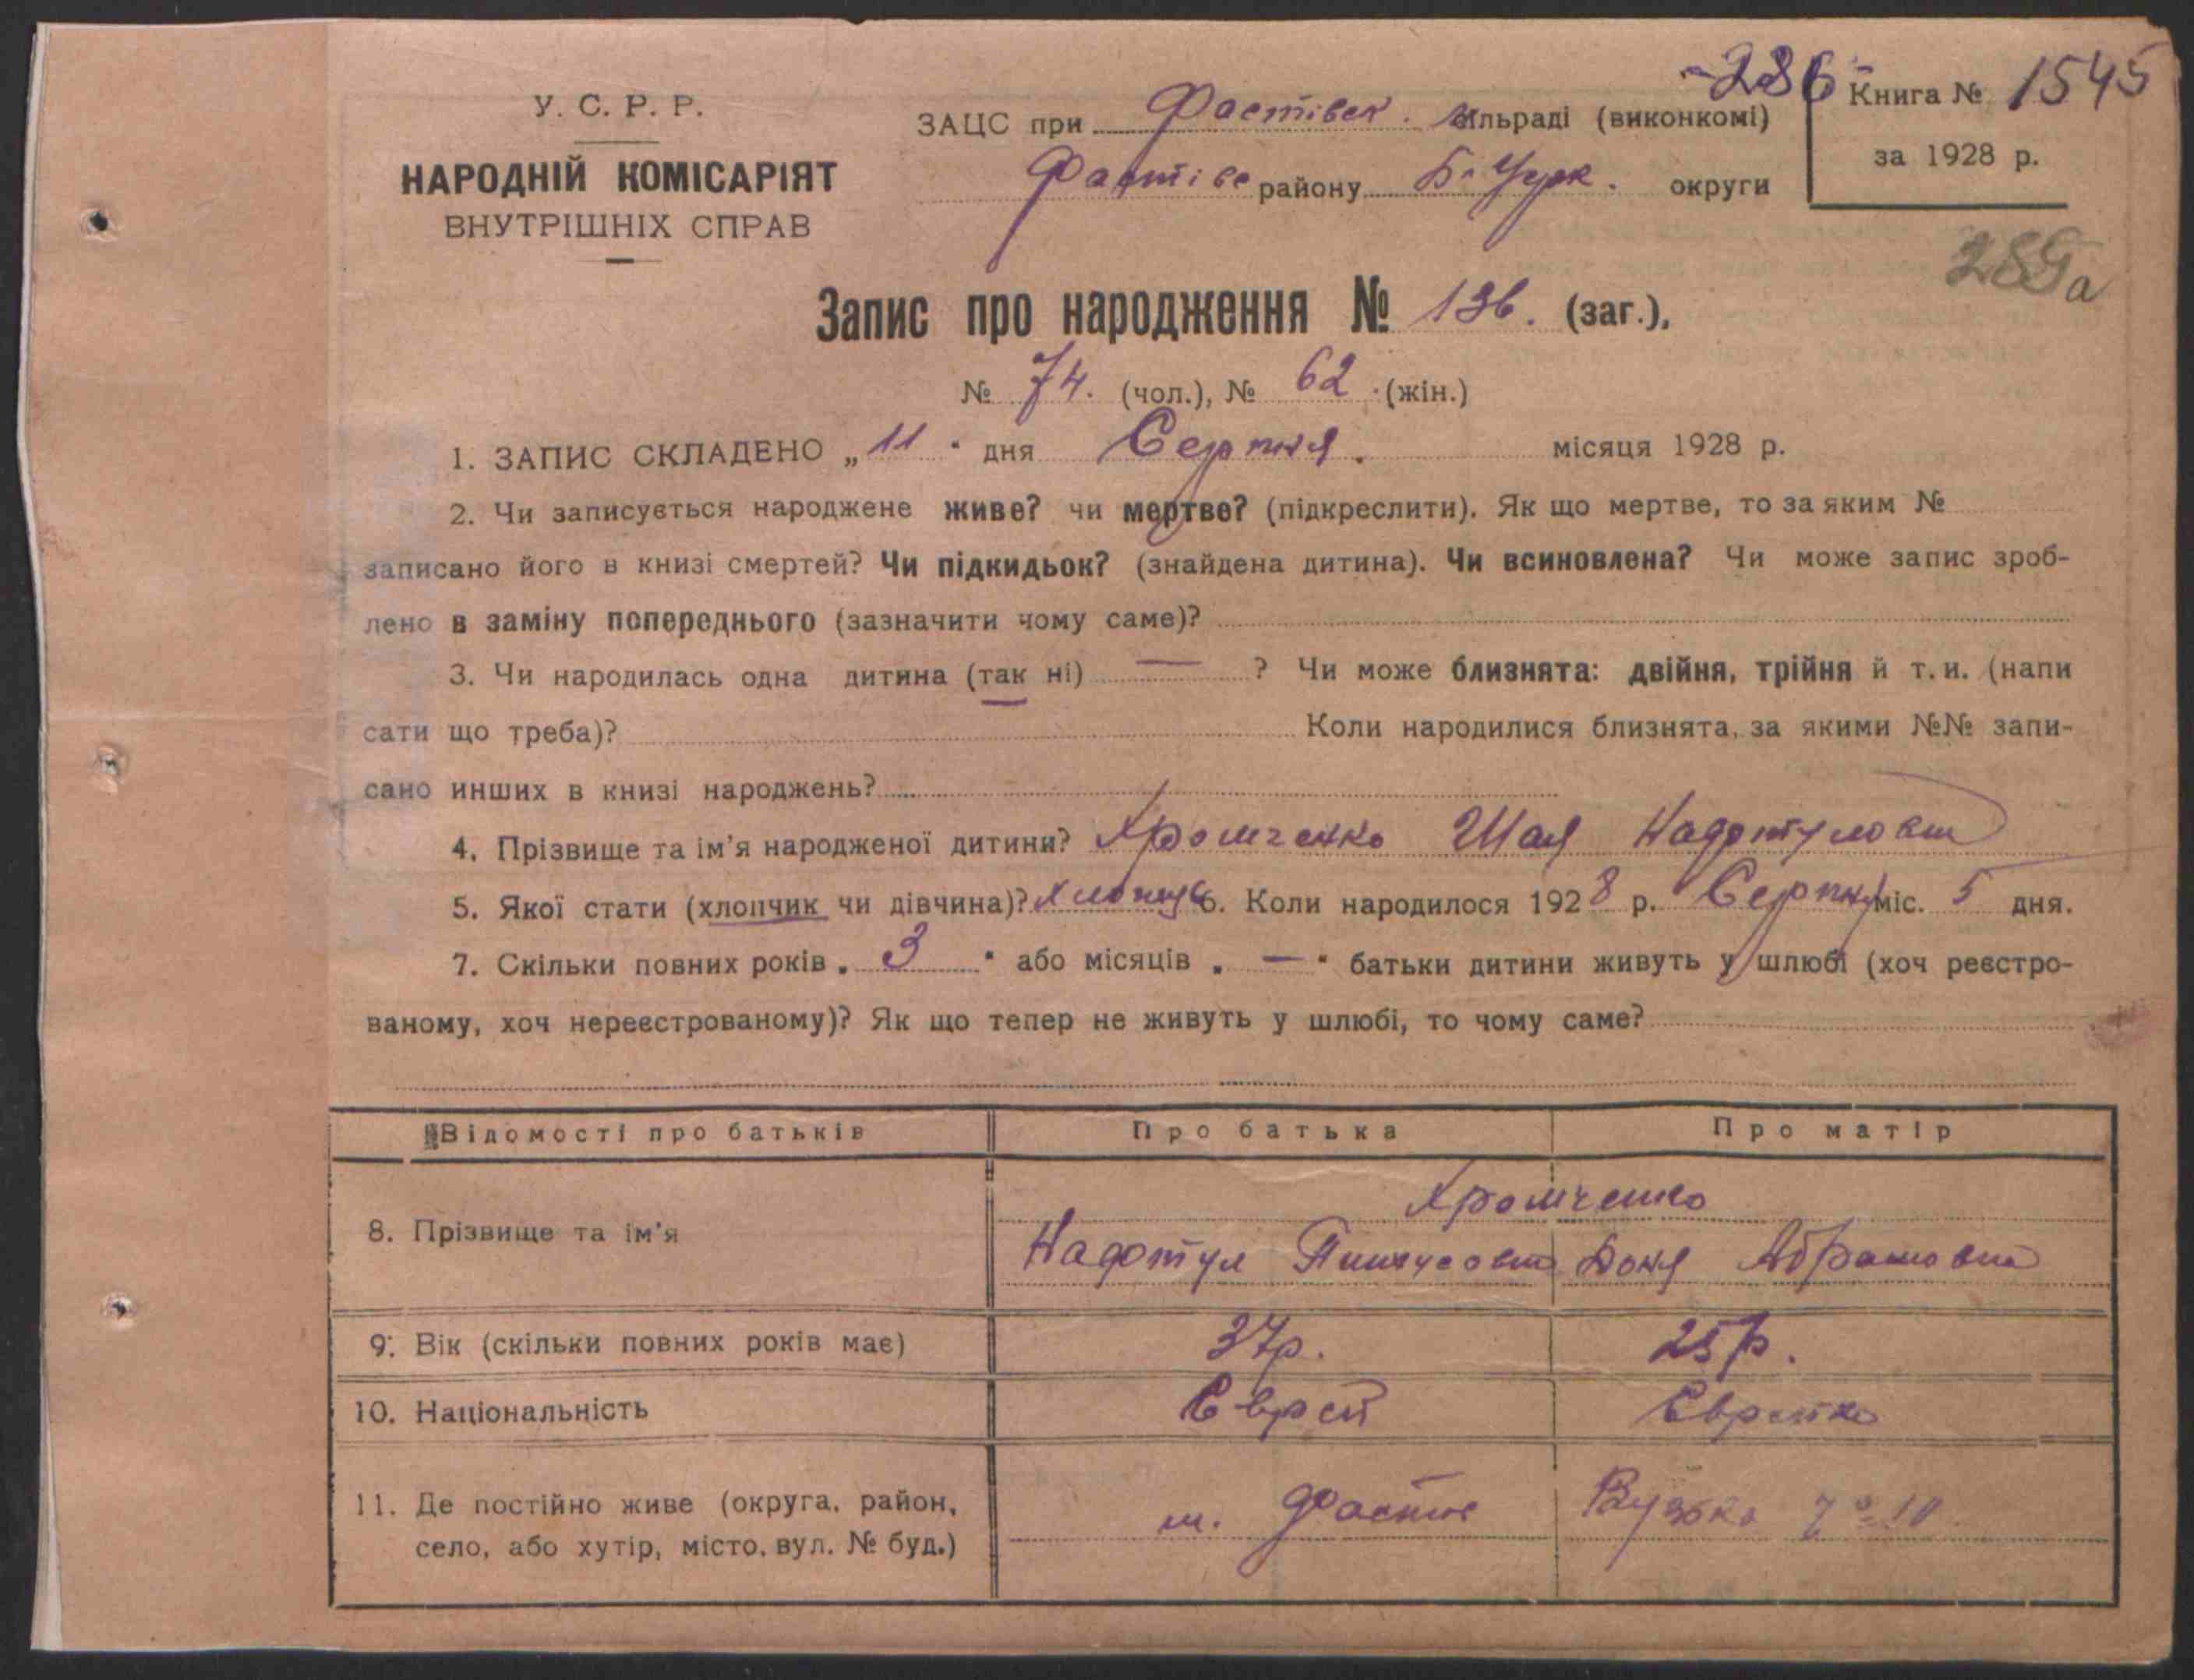 -286-
Книга № 1545
за 1928 р.
289а
У. С. Р. Р.
НАРОДНІЙ КОМІСАРІЯТ
ВНУТРІШНІХ СПРАВ
ЗАЦС при Фастівск. сільраді (виконкомі)
Фастівс району Б-Церк. округи
Запис про народження № 136. (заг.),
№ 74. (чол.), № 62. (жін.)
1. ЗАПИС СКЛАДЕНО „11" дня Серпня. місяця 1928 р.
2. Чи записується народжене живе? чи мертве? (підкреслити). Як що мертве, то за яким №
записано його в книзі смертей? Чи підкидьок? (знайдена дитина). Чи всиновлена? Чи може запис зроб-
лено в заміну попереднього (зазначити чому саме)?
3. Чи народилась одна дитина (так ні) — ? Чи може близнята: двійня, трійня й т. и. (напи
сати що треба)? Коли народилися близнята, за якими №№ запи-
сано инших в книзі народжень?
4. Прізвище та ім'я народженої дитини? Хромченко Шая
5. Якої стати (хлопчик чи дівчина)? хлопець 6. Коли народилося 1928 р. Серпня міс. 5 дня.
7. Скільки повних років „3" або місяців „—" батьки дитини живуть у шлюбі (хоч реєстро-
ваному, хоч нереєстрованому)? Як що тепер не живуть у шлюбі, то чому саме?
Відомості про батьків Про батька Про матір
8. Прізвище та ім'я Хромченко
Доня Абрамовна
9. Вік (скільки повних років має) 37р. 25р.
10. Національність Єврей Єврейка
11. Де постійно живе (округа, район,
село, або хутір, місто, вул. № буд.) м. Фастів Вузька